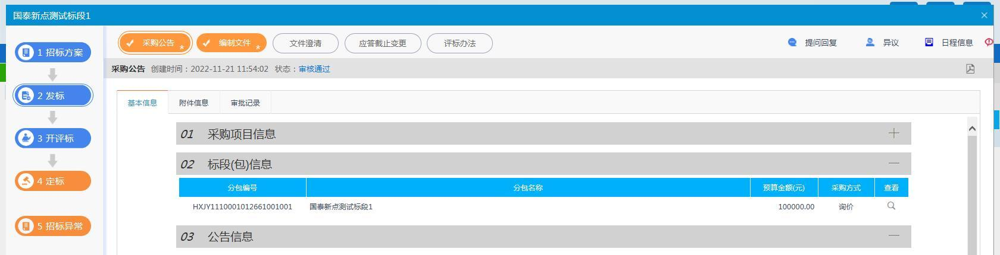 国泰新点测试标段1
1 招标方案
2 发标
3 开评标
4 定标
5 招标异常
采购公告 *
编制文件 *
文件澄清
应答截止变更
评标办法
提问回复
异议
日程信息
采购公告 创建时间：2022-11-21 11:54:02 状态：审核通过
基本信息
附件信息
审批记录
01 采购项目信息
02 标段(包)信息
分包编号 分包名称 预算金额(元) 采购方式 查看
HXJY1110001012661001001 国泰新点测试标段1 100000.00 询价
03 公告信息